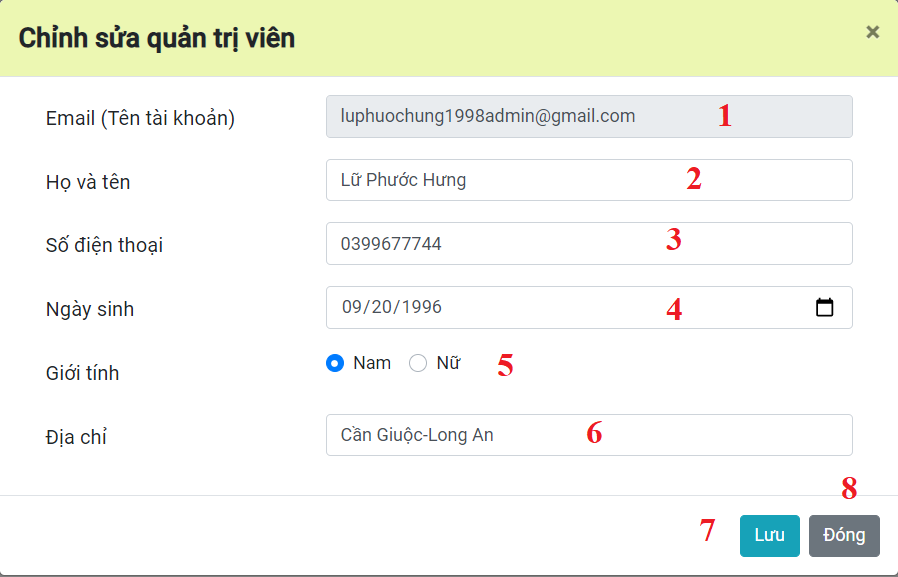 Chỉnh sửa quản trị viên ×
Email (Tên tài khoản) luphuochung1998admin@gmail.com 1
Họ và tên Lữ Phước Hưng 2
Số điện thoại 0399677744 3
Ngày sinh 09/20/1996 4
Giới tính Nam Nữ 5
Địa chỉ Cần Giuộc-Long An 6
8
7 Lưu Đóng